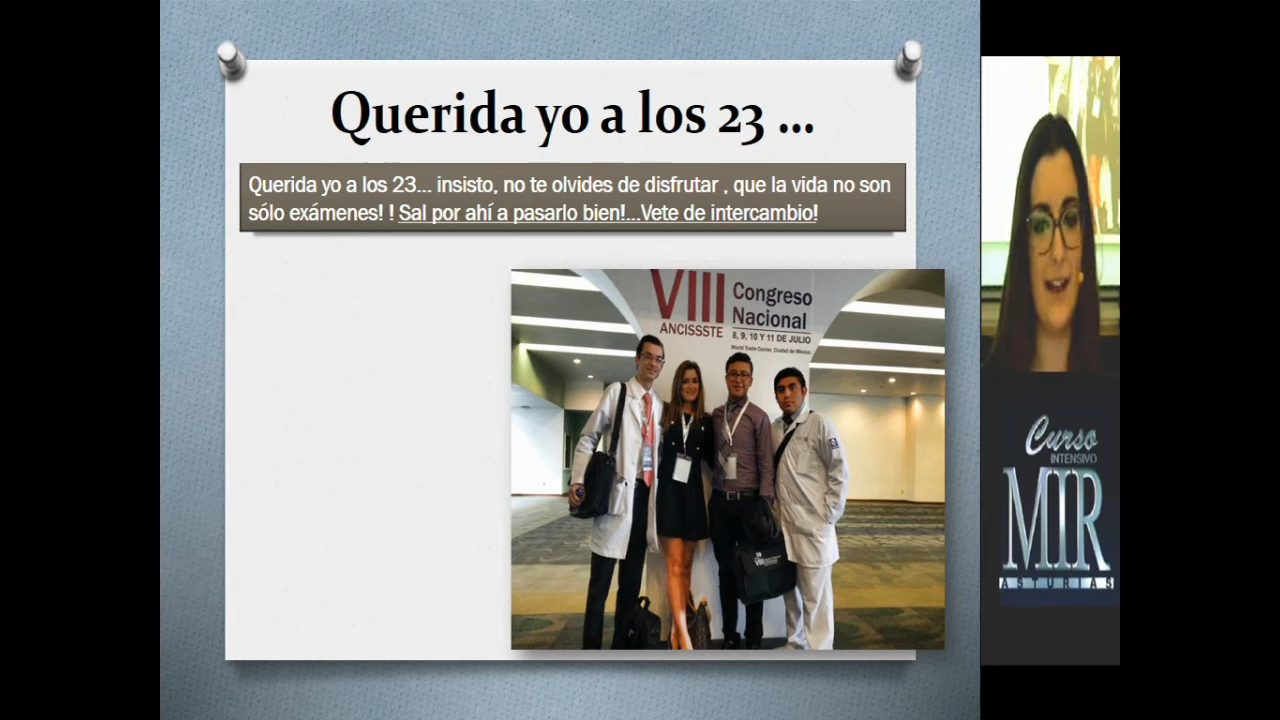 Querida yo a los 23 ...
Querida yo a los 23... insisto, no te olvides de disfrutar , que la vida no son
sólo exámenes! ! Sal por ahí a pasarlo bien!...Vete de intercambio!
VIII
ANCISSSTE
Congreso
Nacional
8, 9, 10 Y 11 DE JULIO
World Trade Center, Ciudad de México
Curso
INTENSIVO
MIR
ASTURIAS